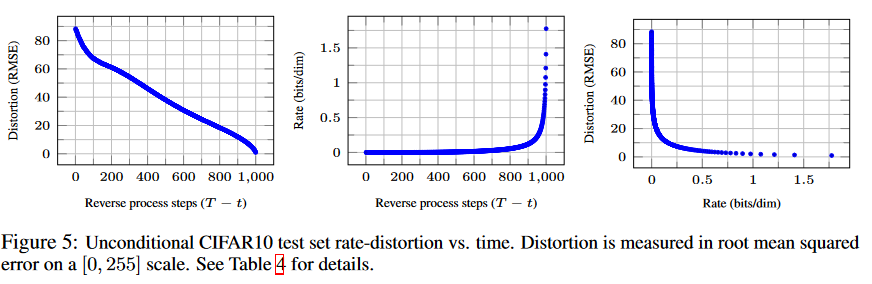 Distortion (RMSE)
80
60
40
20
0
0 200 400 600 800 1,000
Reverse process steps (T − t)
Rate (bits/dim)
1.5
1
0.5
0
0 200 400 600 800 1,000
Reverse process steps (T − t)
Distortion (RMSE)
80
60
40
20
0
0 0.5 1 1.5
Rate (bits/dim)
Figure 5: Unconditional CIFAR10 test set rate-distortion vs. time. Distortion is measured in root mean squared
error on a [0, 255] scale. See Table 4 for details.